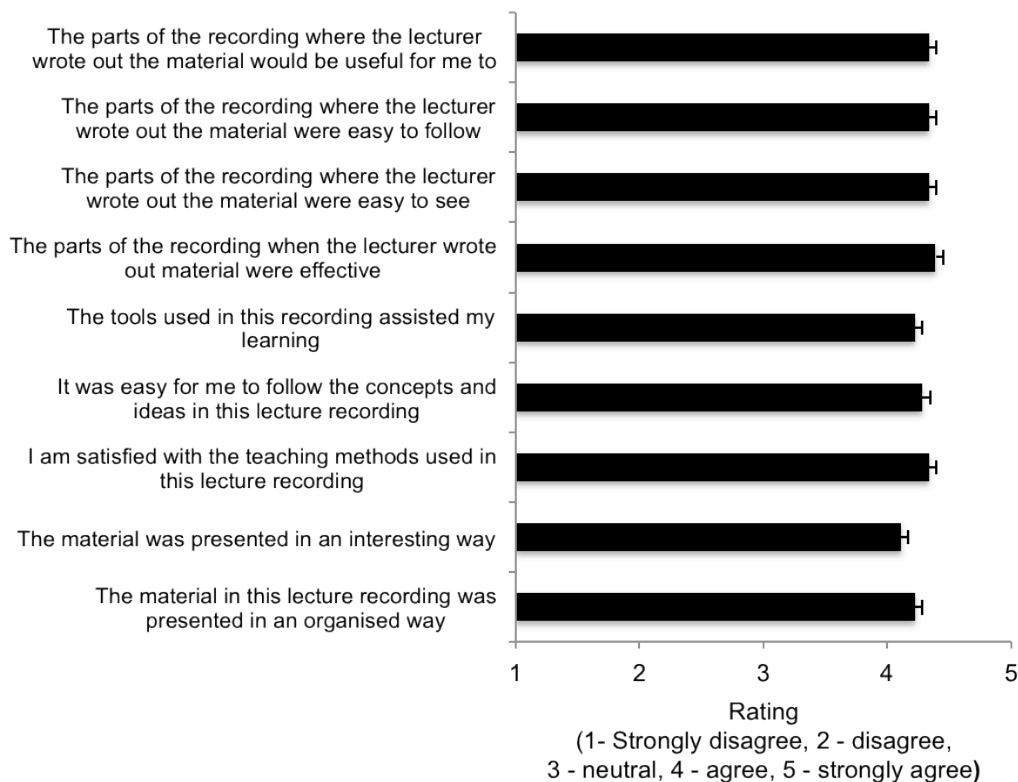 The parts of the recording where the lecturer
wrote out the material would be useful for me to
The parts of the recording where the lecturer
wrote out the material were easy to follow
The parts of the recording where the lecturer
wrote out the material were easy to see
The parts of the recording when the lecturer wrote
out material were effective
The tools used in this recording assisted my
learning
It was easy for me to follow the concepts and
ideas in this lecture recording
I am satisfied with the teaching methods used in
this lecture recording
The material was presented in an interesting way
The material in this lecture recording was
presented in an organised way
1 2 3 4 5
Rating
(1- Strongly disagree, 2 - disagree,
3 - neutral, 4 - agree, 5 - strongly agree)